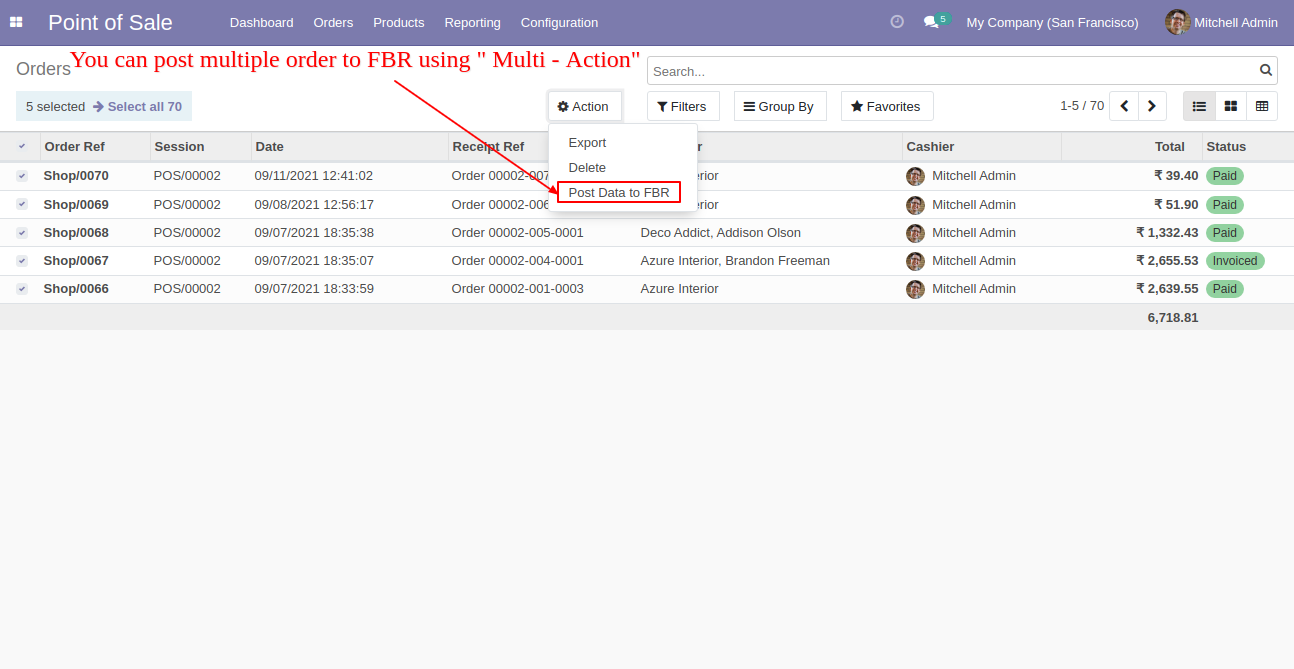 Point of Sale Dashboard Orders Products Reporting Configuration 5 My Company (San Francisco) Mitchell Admin
You can post multiple order to FBR using " Multi - Action"
Orders
Search...
5 selected Select all 70 Action Filters Group By Favorites 1-5 / 70
Export
Delete
Post Data to FBR
Order Ref Session Date Receipt Ref Cashier Total Status
Shop/0070 POS/00002 09/11/2021 12:41:02 Order 00002-007 Mitchell Admin ₹ 39.40 Paid
Shop/0069 POS/00002 09/08/2021 12:56:17 Order 00002-006 Mitchell Admin ₹ 51.90 Paid
Shop/0068 POS/00002 09/07/2021 18:35:38 Order 00002-005-0001 Deco Addict, Addison Olson Mitchell Admin ₹ 1,332.43 Paid
Shop/0067 POS/00002 09/07/2021 18:35:07 Order 00002-004-0001 Azure Interior, Brandon Freeman Mitchell Admin ₹ 2,655.53 Invoiced
Shop/0066 POS/00002 09/07/2021 18:33:59 Order 00002-001-0003 Azure Interior Mitchell Admin ₹ 2,639.55 Paid
6,718.81